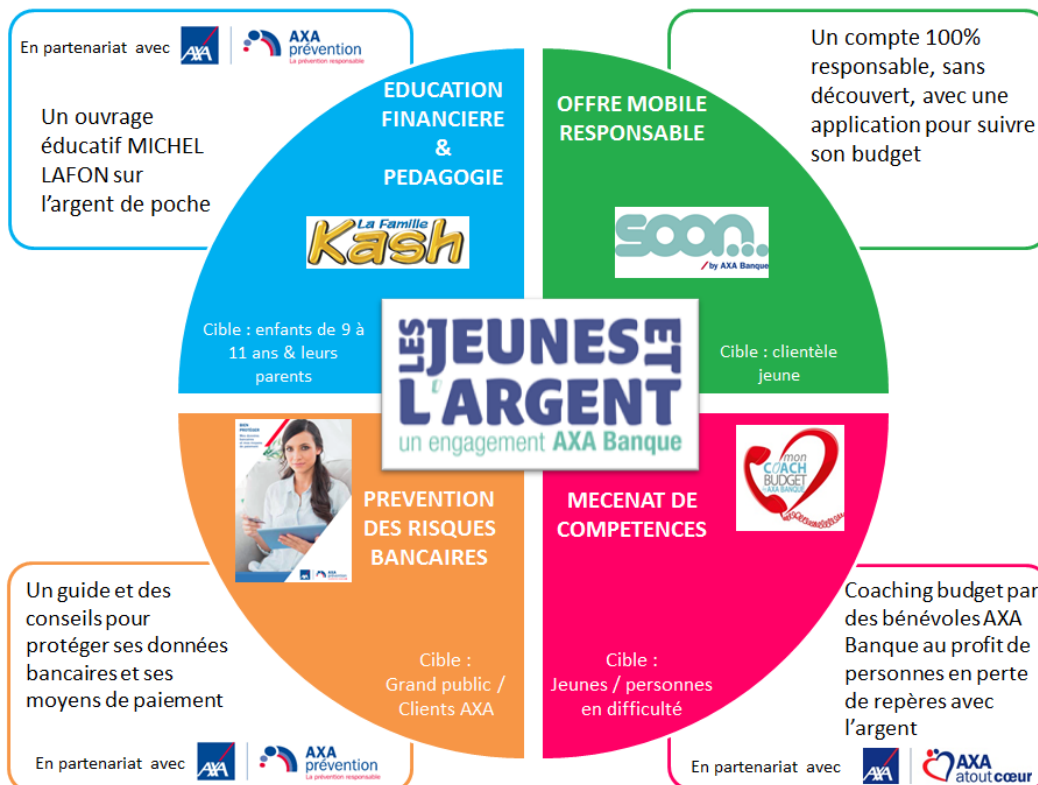 En partenariat avec
AXA
AXA
prévention
La prévention responsable
Un ouvrage
éducatif MICHEL
LAFON sur
l'argent de poche
EDUCATION
FINANCIERE
&
PEDAGOGIE
La Famille
Kash
Cible : enfants de 9 à
11 ans & leurs
parents
OFFRE MOBILE
RESPONSABLE
soon...
by AXA Banque
Cible : clientèle
jeune
Un compte 100%
responsable, sans
découvert, avec une
application pour suivre
son budget
LES JEUNES ET
L'ARGENT
un engagement AXA Banque
BIEN
PROTÉGER
PREVENTION
DES RISQUES
BANCAIRES
Cible :
Grand public /
Clients AXA
Un guide et des
conseils pour
protéger ses données
bancaires et ses
moyens de paiement
En partenariat avec
AXA
AXA
prévention
La prévention responsable
MECENAT DE
COMPETENCES
mon
COACH
BUDGET
AXA BANQUE
Cible :
Jeunes / personnes
en difficulté
Coaching budget par
des bénévoles AXA
Banque au profit de
personnes en perte
de repères avec
l'argent
En partenariat avec
AXA
AXA
atout cœur